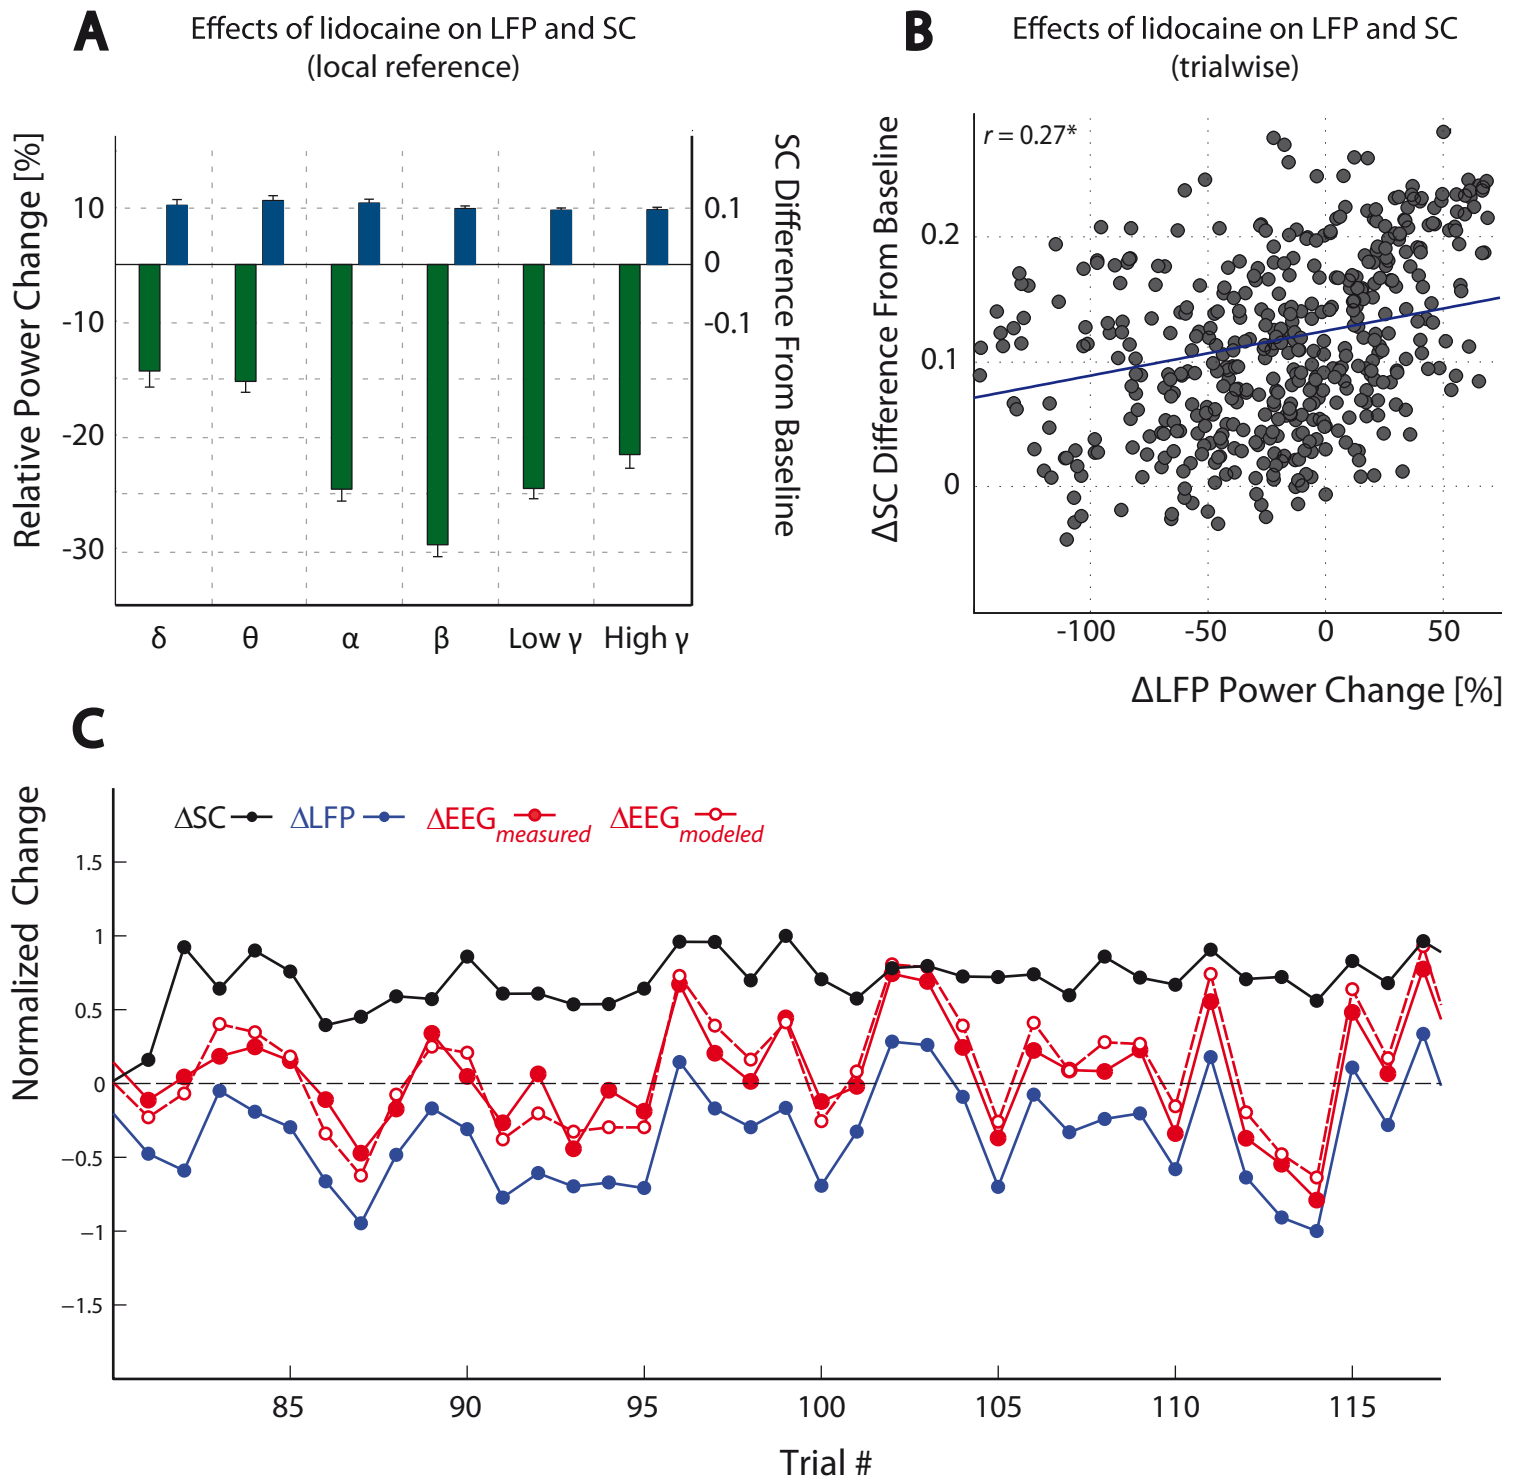 A
Effects of lidocaine on LFP and SC
(local reference)
Relative Power Change [%]
10
-10
-20
-30
0.1
0
-0.1
SC Difference From Baseline
δ θ α β Low γ High γ
B
Effects of lidocaine on LFP and SC
(trialwise)
r = 0.27*
ΔSC Difference From Baseline
0.2
0.1
0
-100 -50 0 50
ΔLFP Power Change [%]
C
Normalized Change
ΔSC ΔLFP ΔEEG measured ΔEEG modeled
1.5
1
0.5
0
−0.5
−1
−1.5
85 90 95 100 105 110 115
Trial #